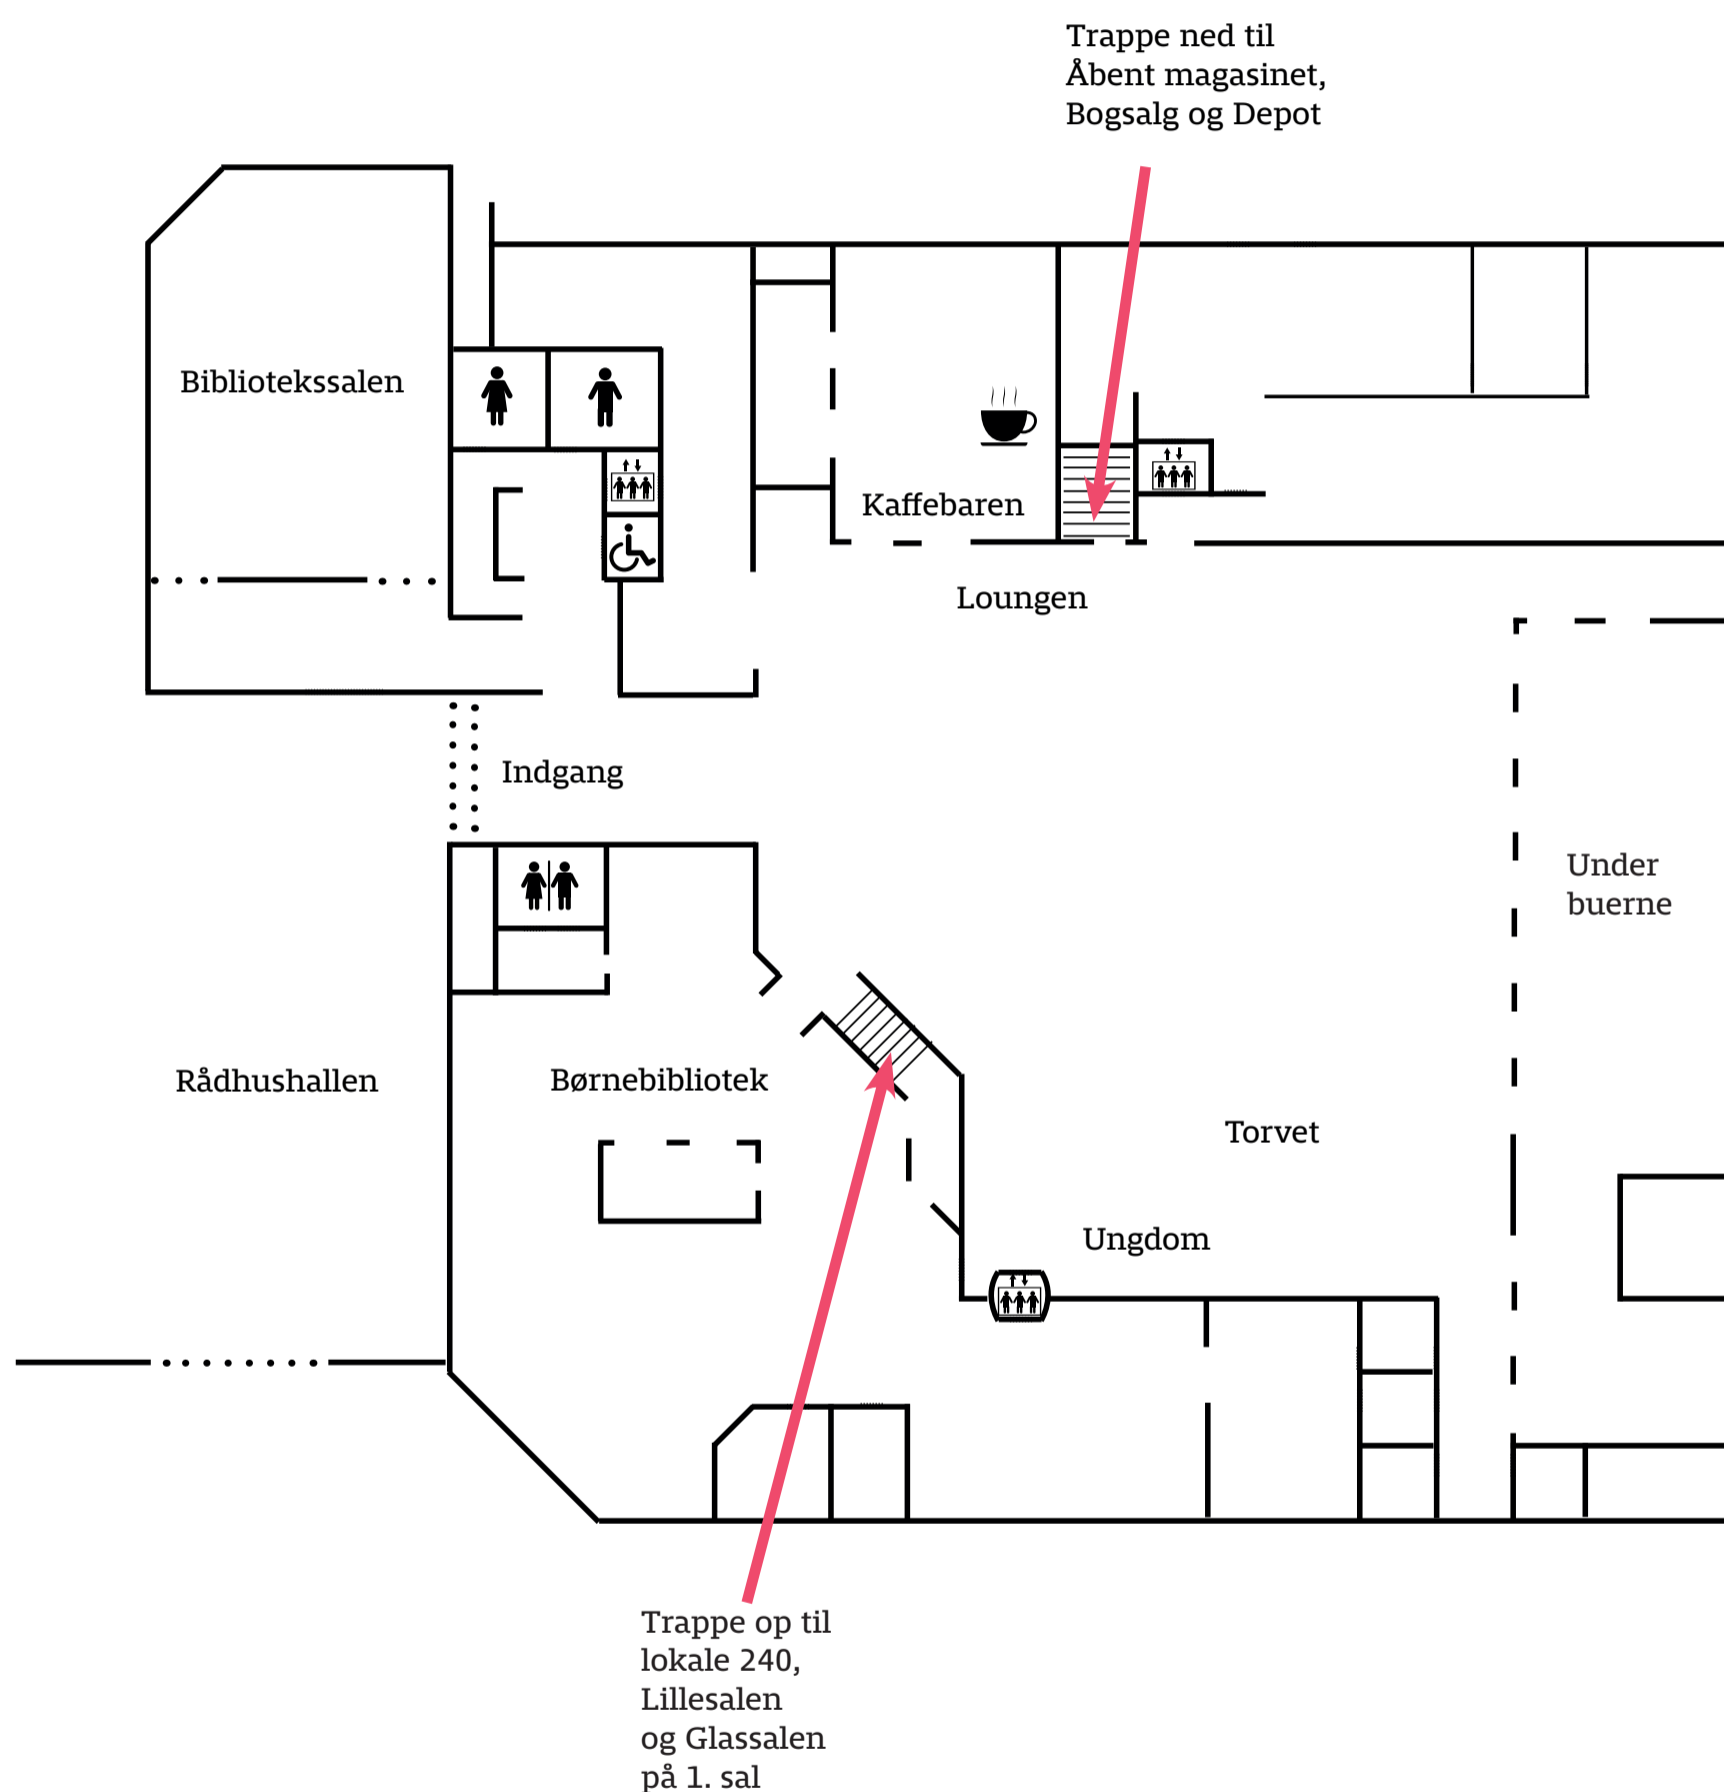 Trappe ned til
Åbent magasinet,
Bogsalg og Depot
Bibliotekssalen
Kaffebaren
Loungen
Indgang
Under
buerne
Rådhushallen
Børnebibliotek
Torvet
Ungdom
Trappe op til
lokale 240,
Lillesalen
og Glassalen
på 1. sal